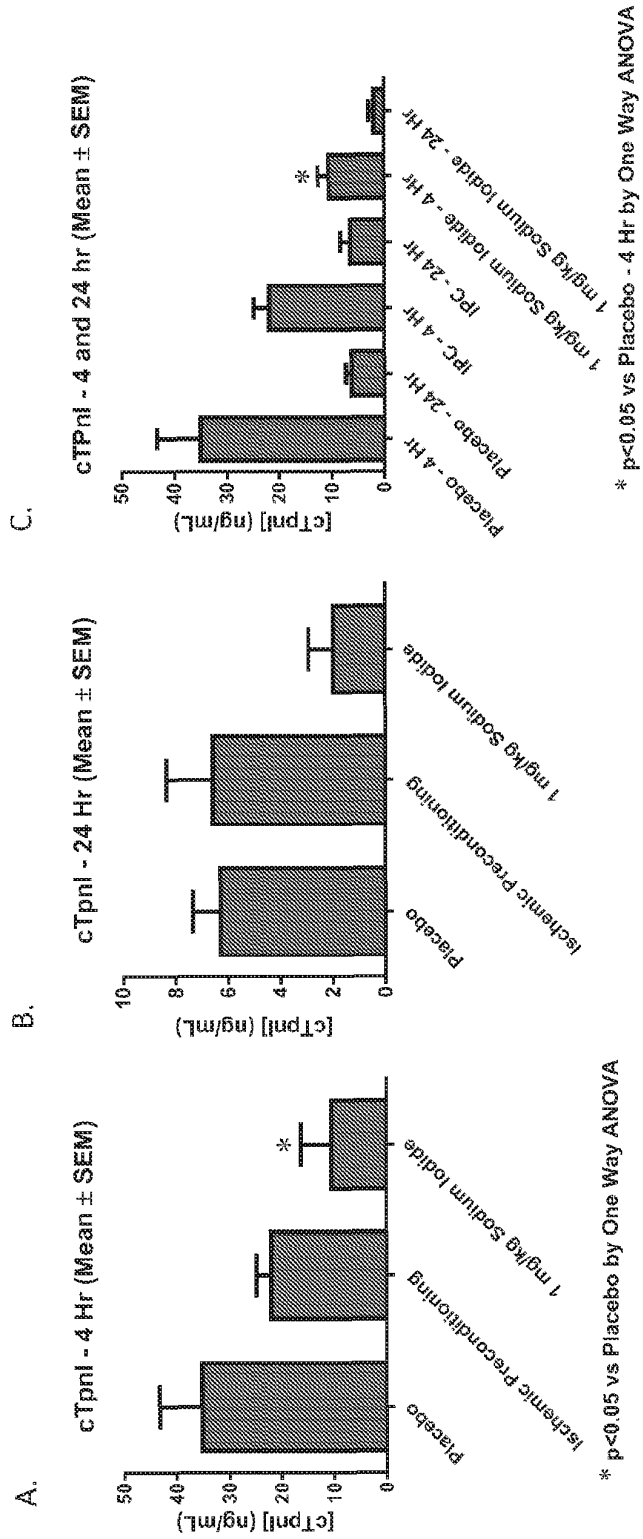 A.
cTpnI - 4 Hr (Mean ± SEM)
[cTpnI] (ng/mL)
50
40
30
20
10
0
Placebo
Ischemic Preconditioning
1 mg/kg Sodium Iodide
*
* p<0.05 vs Placebo by One Way ANOVA
B.
cTpnI - 24 Hr (Mean ± SEM)
[cTpnI] (ng/mL)
10
8
6
4
2
0
Placebo
Ischemic Preconditioning
1 mg/kg Sodium Iodide
C.
cTPnI - 4 and 24 hr (Mean ± SEM)
[cTpnI] (ng/mL)
50
40
30
20
10
0
Placebo - 4 Hr
Placebo - 24 Hr
IPC - 4 Hr
IPC - 24 Hr
1 mg/kg Sodium Iodide - 4 Hr
1 mg/kg Sodium Iodide - 24 Hr
*
* p<0.05 vs Placebo - 4 Hr by One Way ANOVA